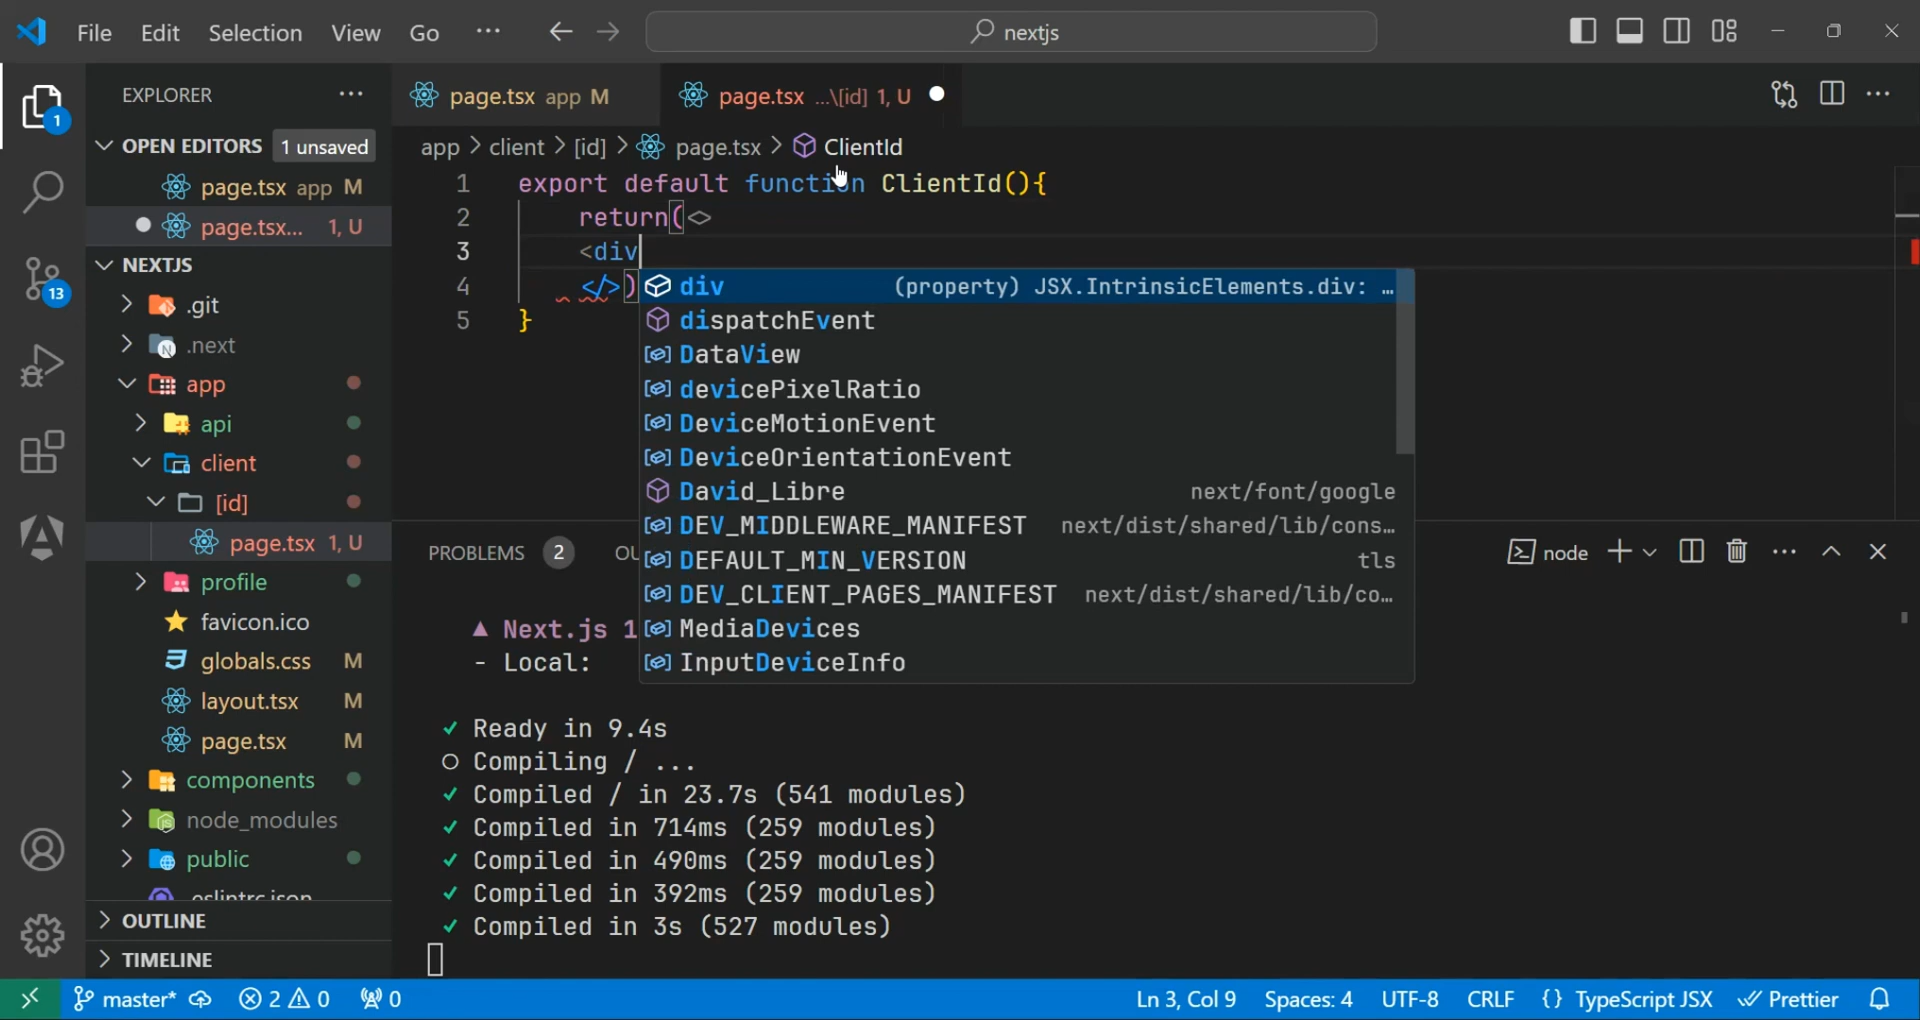 File Edit Selection View Go ··· nextjs
EXPLORER ···
OPEN EDITORS 1 unsaved
page.tsx app M
page.tsx... 1, U
NEXTJS
.git
.next
app
api
client
[id]
page.tsx 1, U
profile
favicon.ico
globals.css M
layout.tsx M
page.tsx M
components
node_modules
public
.eslintrc.json
OUTLINE
TIMELINE
1
13
page.tsx app M page.tsx ...\[id] 1, U
app > client > [id] > page.tsx > ClientId
1 export default function ClientId(){
2 return(<>
3 <div
4 </>)
5 }
div (property) JSX.IntrinsicElements.div: …
dispatchEvent
DataView
devicePixelRatio
DeviceMotionEvent
DeviceOrientationEvent
David_Libre next/font/google
DEV_MIDDLEWARE_MANIFEST next/dist/shared/lib/cons…
DEFAULT_MIN_VERSION tls
DEV_CLIENT_PAGES_MANIFEST next/dist/shared/lib/co…
MediaDevices
InputDeviceInfo
PROBLEMS 2 OU node
▲ Next.js 1
- Local:
✓ Ready in 9.4s
○ Compiling / ...
✓ Compiled / in 23.7s (541 modules)
✓ Compiled in 714ms (259 modules)
✓ Compiled in 490ms (259 modules)
✓ Compiled in 392ms (259 modules)
✓ Compiled in 3s (527 modules)
master* 2 0 0 Ln 3, Col 9 Spaces: 4 UTF-8 CRLF {} TypeScript JSX Prettier